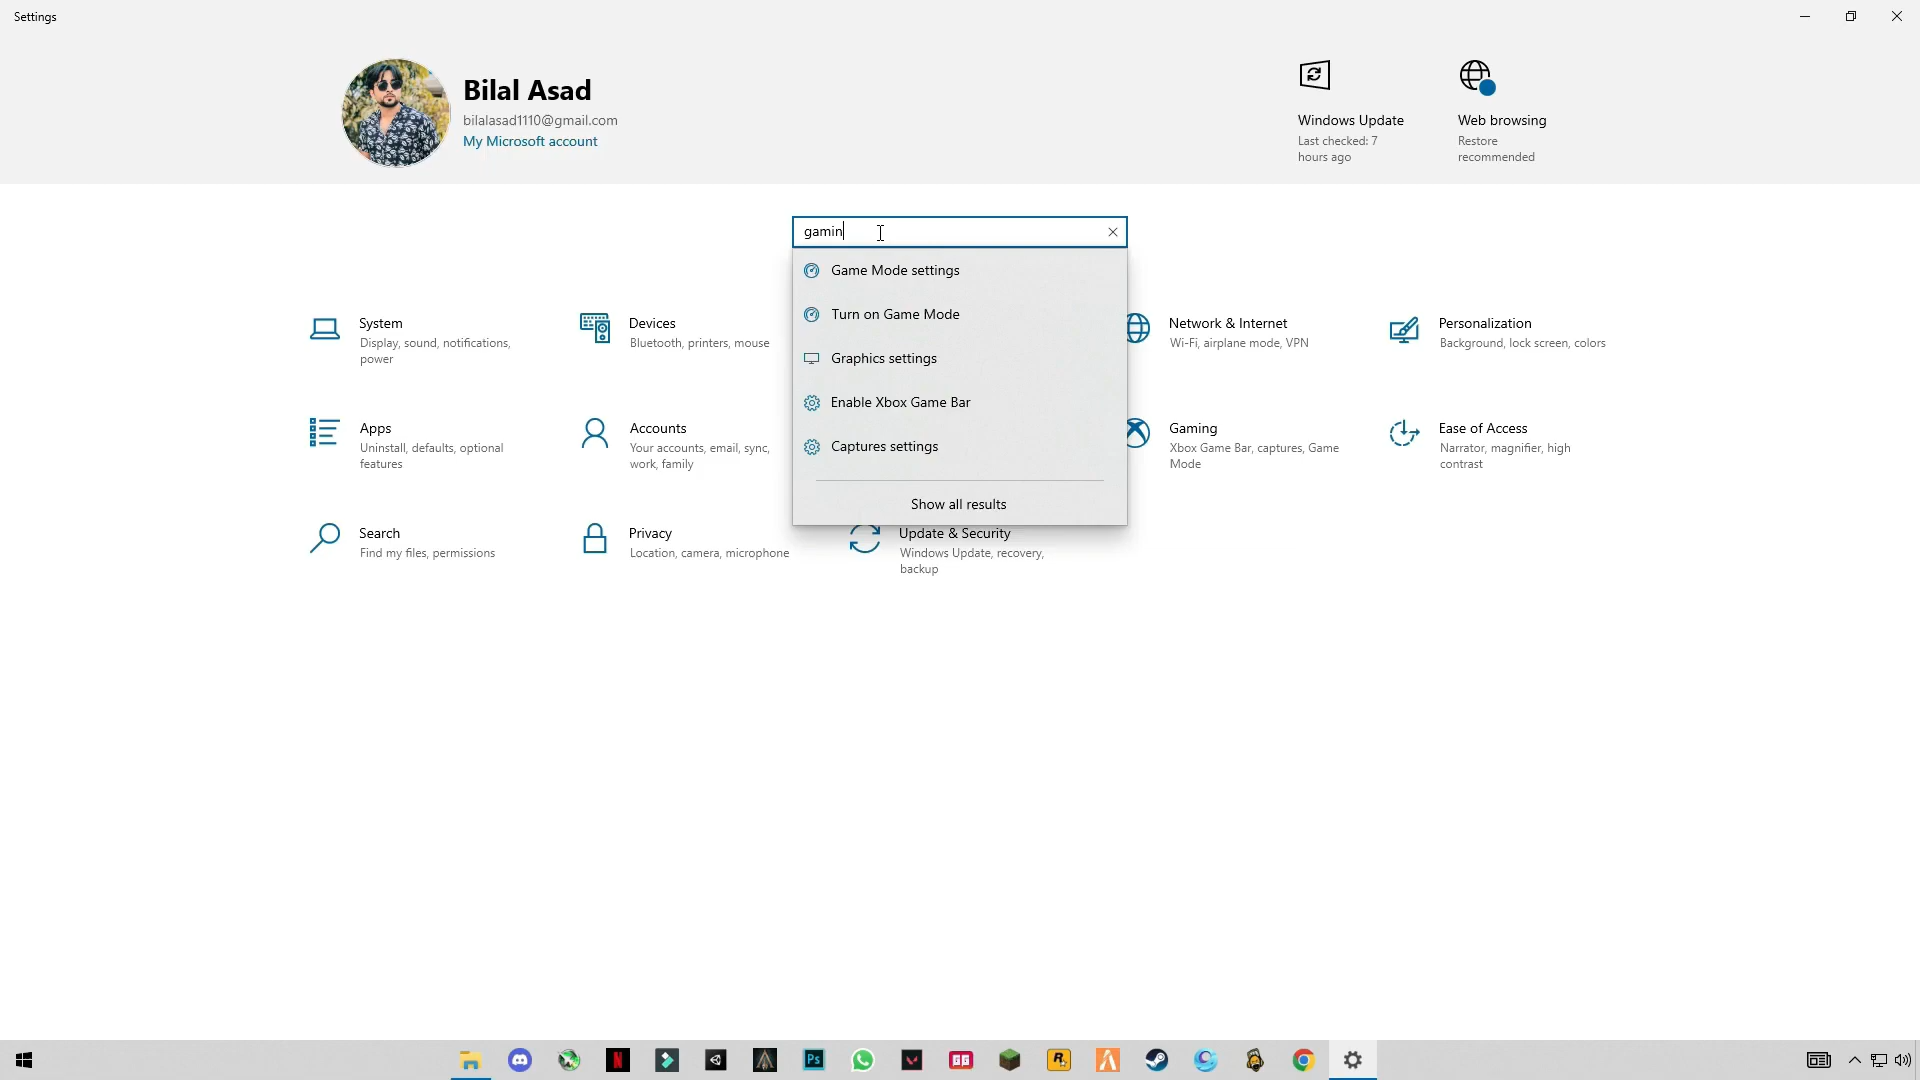 Settings
Bilal Asad
bilalasad1110@gmail.com
My Microsoft account
Windows Update
Last checked: 7
hours ago
Web browsing
Restore
recommended
gamin
Game Mode settings
Turn on Game Mode
Graphics settings
Enable Xbox Game Bar
Captures settings
Show all results
System
Display, sound, notifications,
power
Devices
Bluetooth, printers, mouse
Network & Internet
Wi-Fi, airplane mode, VPN
Personalization
Background, lock screen, colors
Apps
Uninstall, defaults, optional
features
Accounts
Your accounts, email, sync,
work, family
Gaming
Xbox Game Bar, captures, Game
Mode
Ease of Access
Narrator, magnifier, high
contrast
Search
Find my files, permissions
Privacy
Location, camera, microphone
Update & Security
Windows Update, recovery,
backup
N
Ps
GG
R